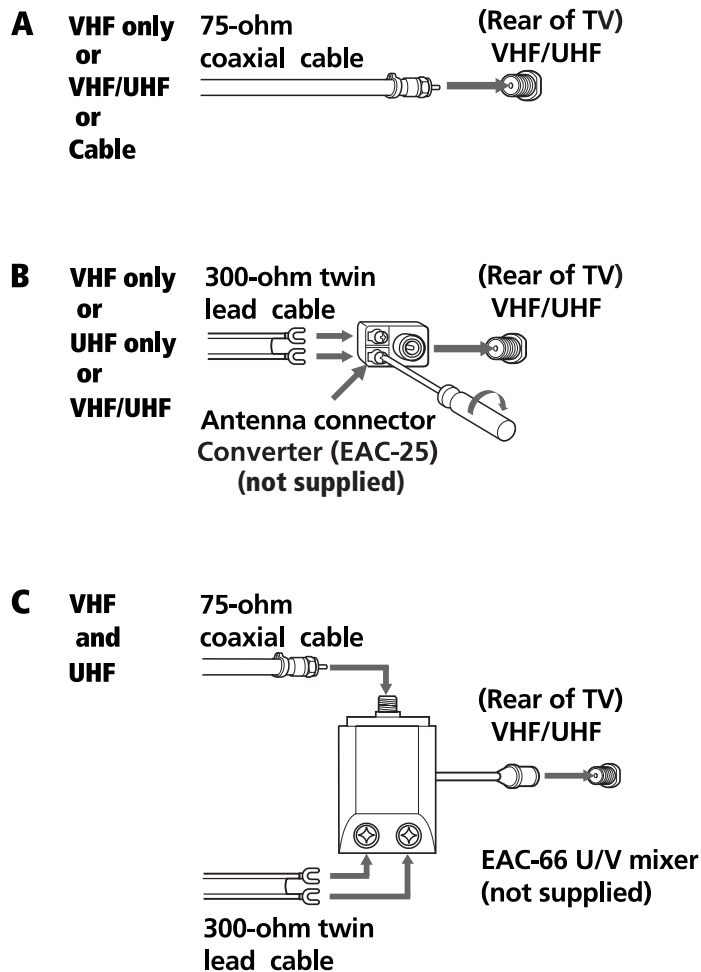 A
VHF only
or
VHF/UHF
or
Cable
75-ohm
coaxial cable
(Rear of TV)
VHF/UHF
B
VHF only
or
UHF only
or
VHF/UHF
300-ohm twin
lead cable
(Rear of TV)
VHF/UHF
Antenna connector
Converter (EAC-25)
(not supplied)
C
VHF
and
UHF
75-ohm
coaxial cable
(Rear of TV)
VHF/UHF
EAC-66 U/V mixer
(not supplied)
300-ohm twin
lead cable